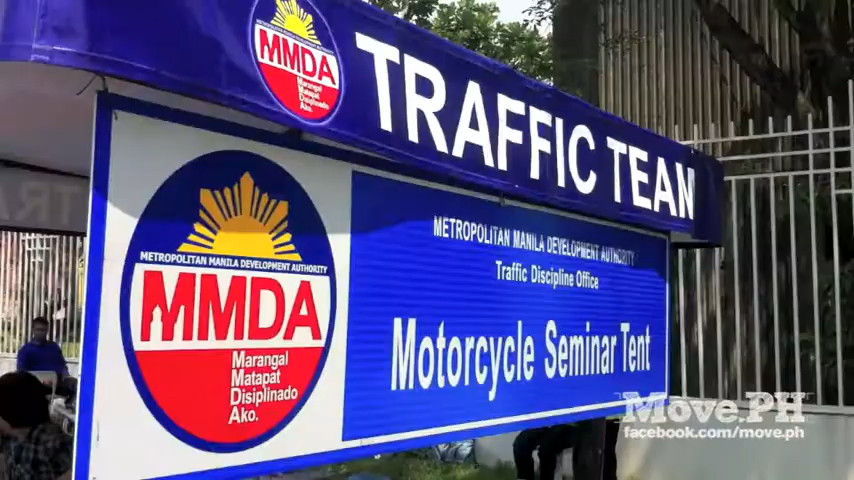 MMDA
Marangal
Matapat
Disiplinado
Ako.
TRAFFIC TEAM
METROPOLITAN MANILA DEVELOPMENT AUTHORITY
MMDA
Marangal
Matapat
Disiplinado
Ako.
METROPOLITAN MANILA DEVELOPMENT AUTHORITY
Traffic Discipline Office
Motorcycle Seminar Tent
Move.PH
facebook.com/move.ph